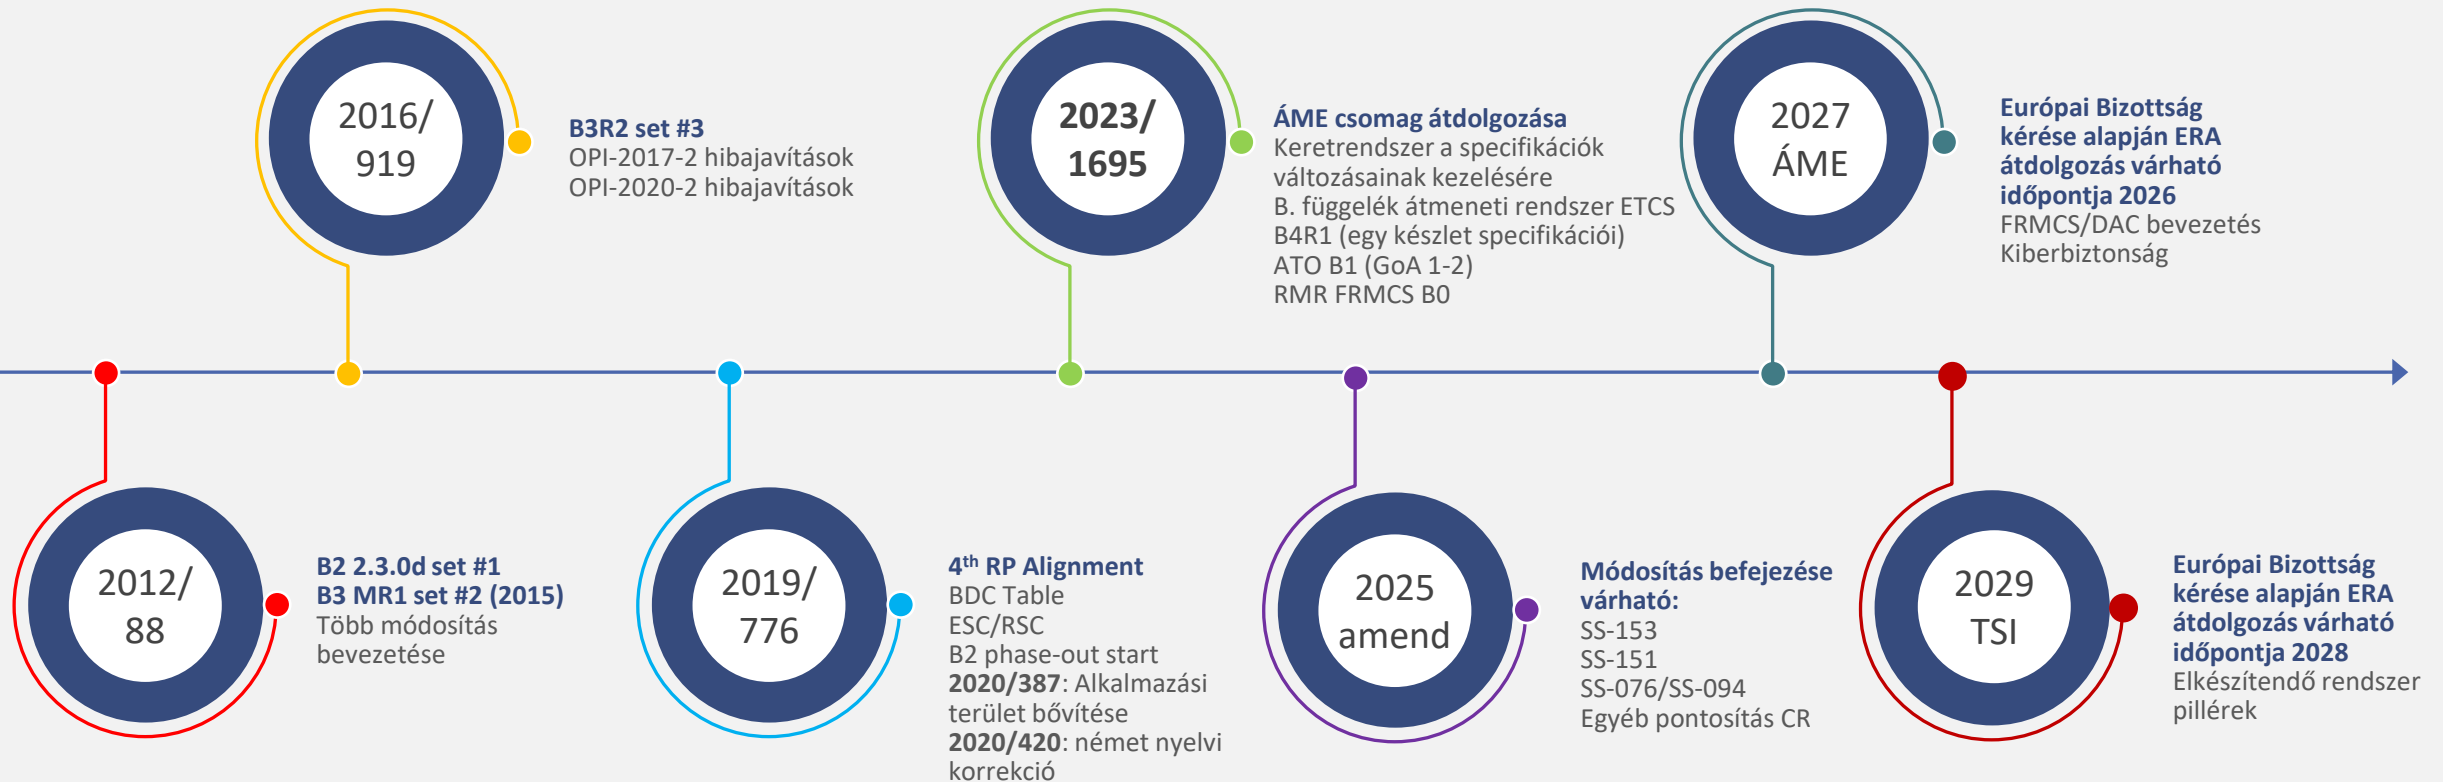 2016/
919
B3R2 set #3
OPI-2017-2 hibajavítások
OPI-2020-2 hibajavítások
2023/
1695
ÁME csomag átdolgozása
Keretrendszer a specifikációk
változásainak kezelésére
B. függelék átmeneti rendszer ETCS
B4R1 (egy készlet specifikációi)
ATO B1 (GoA 1-2)
RMR FRMCS B0
2027
ÁME
Európai Bizottság
kérése alapján ERA
átdolgozás várható
időpontja 2026
FRMCS/DAC bevezetés
Kiberbiztonság
2012/
88
B2 2.3.0d set #1
B3 MR1 set #2 (2015)
Több módosítás
bevezetése
2019/
776
4th RP Alignment
BDC Table
ESC/RSC
B2 phase-out start
2020/387: Alkalmazási
terület bővítése
2020/420: német nyelvi
korrekció
2025
amend
Módosítás befejezése
várható:
SS-153
SS-151
SS-076/SS-094
Egyéb pontosítás CR
2029
TSI
Európai Bizottság
kérése alapján ERA
átdolgozás várható
időpontja 2028
Elkészítendő rendszer
pillérek